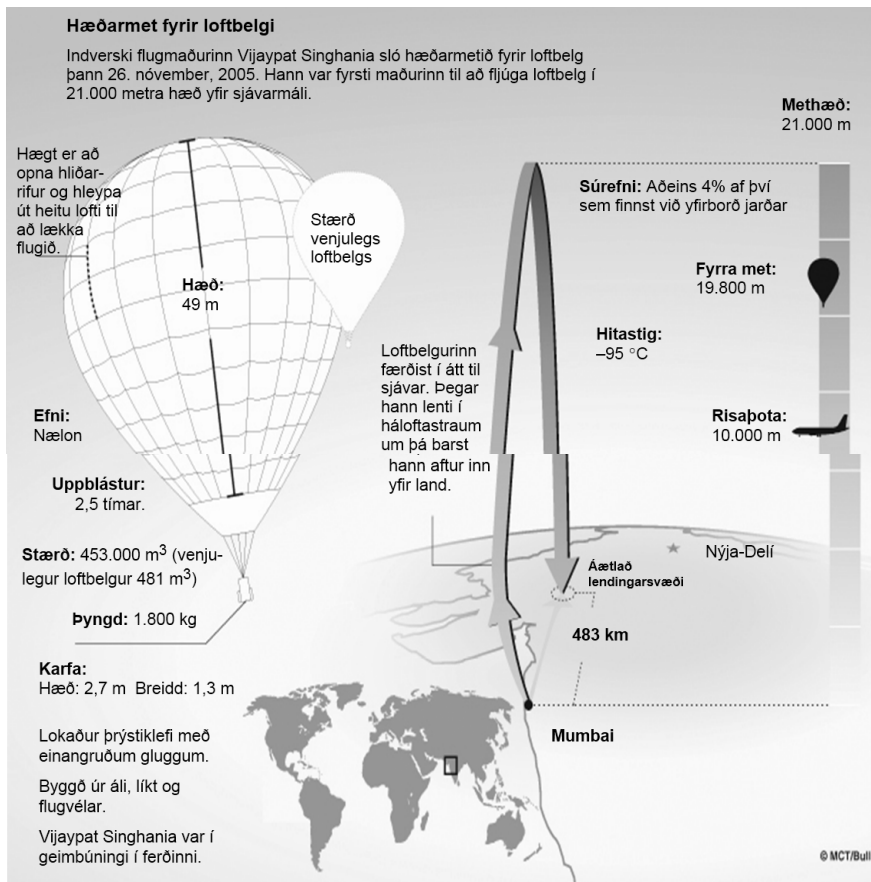 Hæðarmet fyrir loftbelgi
Indverski flugmaðurinn Vijaypat Singhania sló hæðarmetið fyrir loftbelg
þann 26. nóvember, 2005. Hann var fyrsti maðurinn til að fljúga loftbelg í
21.000 metra hæð yfir sjávarmáli.
Hægt er að
opna hliðar-
rifur og hleypa
út heitu lofti til
að lækka
flugið.
Stærð
venjulegs
loftbelgs
Hæð:
49 m
Efni:
Nælon
Uppblástur:
2,5 tímar.
Stærð: 453.000 m³ (venju-
legur loftbelgur 481 m³)
Þyngd: 1.800 kg
Karfa:
Hæð: 2,7 m Breidd: 1,3 m
Lokaður þrýstiklefi með
einangruðum gluggum.
Byggð úr áli, líkt og
flugvélar.
Vijaypat Singhania var í
geimbúningi í ferðinni.
Methæð:
21.000 m
Súrefni: Aðeins 4% af því
sem finnst við yfirborð jarðar
Fyrra met:
19.800 m
Hitastig:
–95 °C
Risaþota:
10.000 m
Loftbelgurinn
færðist í átt til
sjávar. Þegar
hann lenti í
háloftastraum
um þá barst
hann aftur inn
yfir land.
Nýja-Delí
Áætlað
lendingarsvæði
483 km
Mumbai
© MCT/Bull